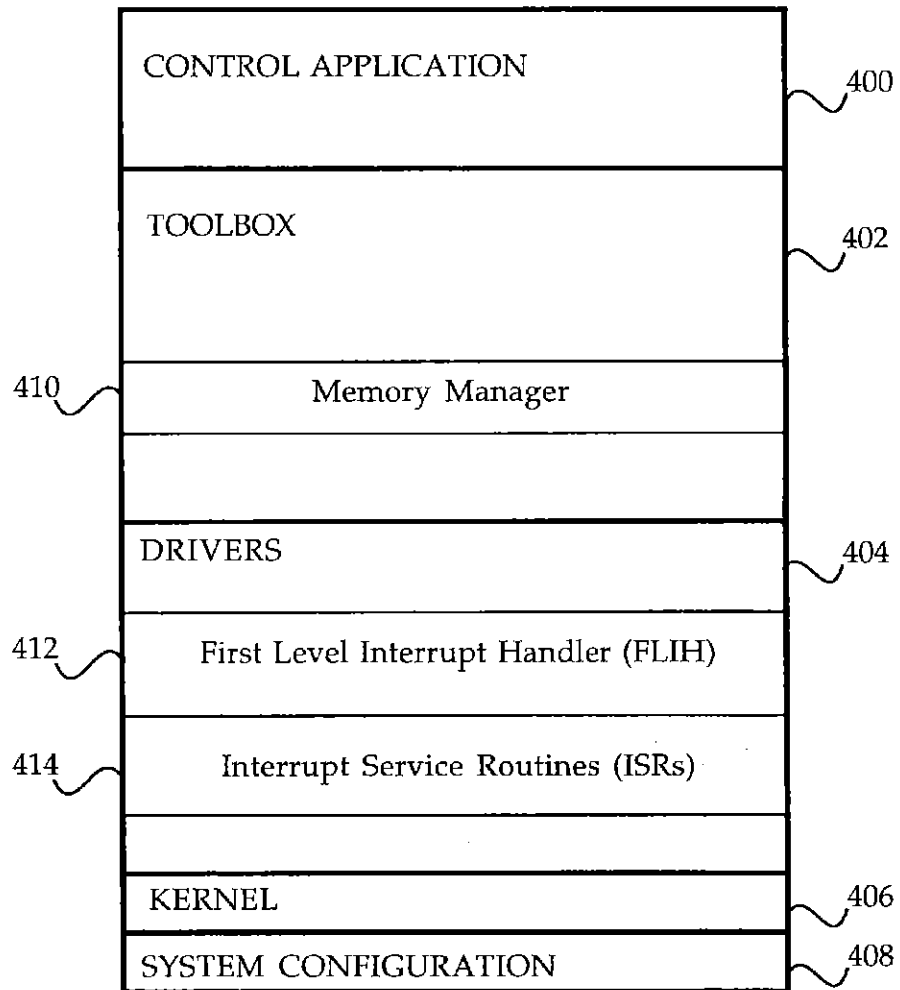 CONTROL APPLICATION
400
TOOLBOX
402
410
Memory Manager
DRIVERS
404
412
First Level Interrupt Handler (FLIH)
414
Interrupt Service Routines (ISRs)
KERNEL
406
SYSTEM CONFIGURATION
408